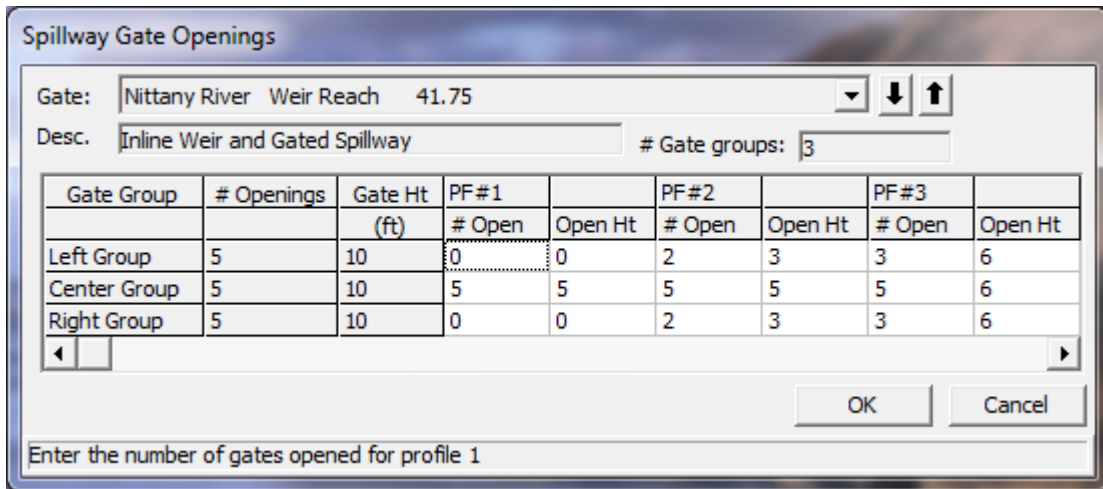 Spillway Gate Openings
Gate: Nittany River Weir Reach 41.75
Desc. Inline Weir and Gated Spillway # Gate groups: 3
Gate Group # Openings Gate Ht PF#1 PF#2 PF#3
(ft) # Open Open Ht # Open Open Ht # Open Open Ht
Left Group 5 10 0 0 2 3 3 6
Center Group 5 10 5 5 5 5 5 6
Right Group 5 10 0 0 2 3 3 6
OK Cancel
Enter the number of gates opened for profile 1